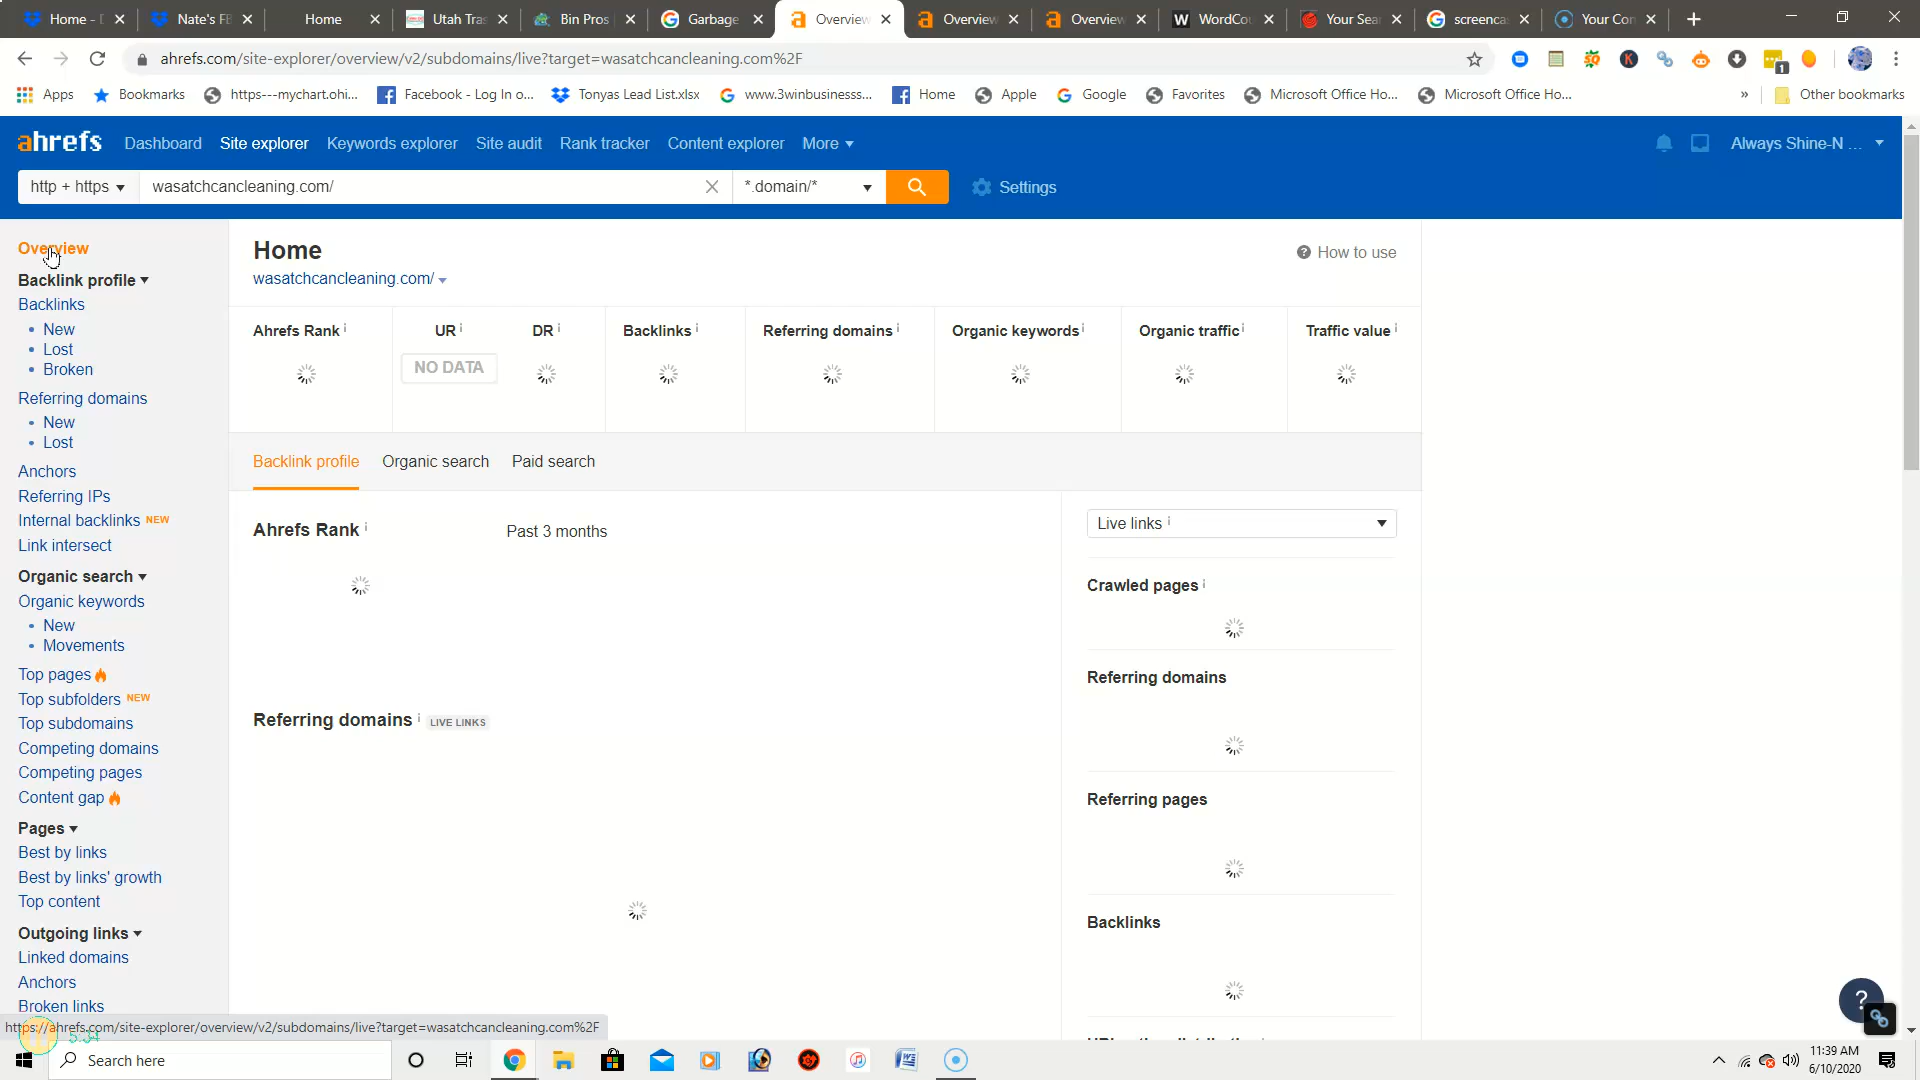 Home - D
Nate's FB
Home
Utah Tras
Bin Pros
Garbage
Overview
Overview
Overview
WordCou
Your Sear
screencas
Your Con
ahrefs.com/site-explorer/overview/v2/subdomains/live?target=wasatchcancleaning.com%2F
1
Apps
Bookmarks
https---mychart.ohi...
Facebook - Log In o...
Tonyas Lead List.xlsx
www.3winbusinesss...
Home
Apple
Google
Favorites
Microsoft Office Ho...
Microsoft Office Ho...
»
Other bookmarks
ahrefs
Dashboard
Site explorer
Keywords explorer
Site audit
Rank tracker
Content explorer
More
Always Shine-N ...
http + https
wasatchcancleaning.com/
*.domain/*
Settings
Overview
Backlink profile
Backlinks
New
Lost
Broken
Referring domains
New
Lost
Anchors
Referring IPs
Internal backlinks NEW
Link intersect
Organic search
Organic keywords
New
Movements
Top pages
Top subfolders NEW
Top subdomains
Competing domains
Competing pages
Content gap
Pages
Best by links
Best by links' growth
Top content
Outgoing links
Linked domains
Anchors
Broken links
Home
wasatchcancleaning.com/
How to use
Ahrefs Rank
UR
DR
Backlinks
Referring domains
Organic keywords
Organic traffic
Traffic value
NO DATA
Backlink profile
Organic search
Paid search
Ahrefs Rank
Past 3 months
Referring domains LIVE LINKS
Live links
Crawled pages
Referring domains
Referring pages
Backlinks
?
https://ahrefs.com/site-explorer/overview/v2/subdomains/live?target=wasatchcancleaning.com%2F
5:34
Search here
11:39 AM
6/10/2020